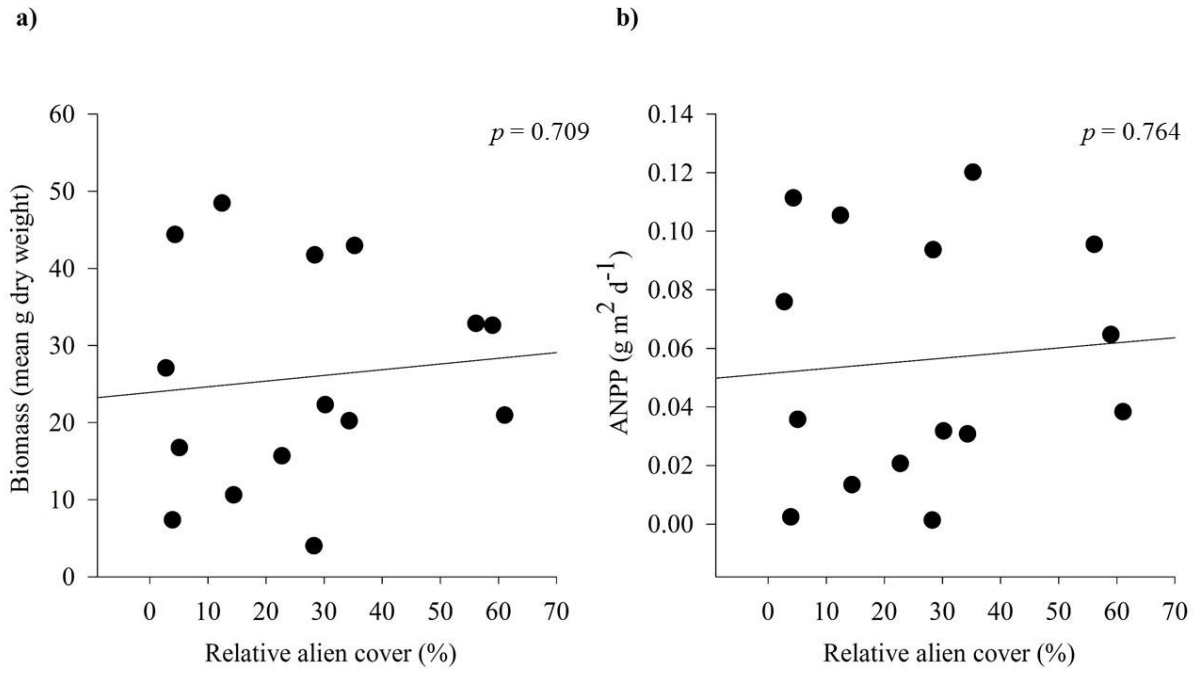 a)
p = 0.709
Biomass (mean g dry weight)
60
50
40
30
20
10
0
0 10 20 30 40 50 60 70
Relative alien cover (%)
b)
p = 0.764
ANPP (g m² d⁻¹)
0.14
0.12
0.10
0.08
0.06
0.04
0.02
0.00
0 10 20 30 40 50 60 70
Relative alien cover (%)